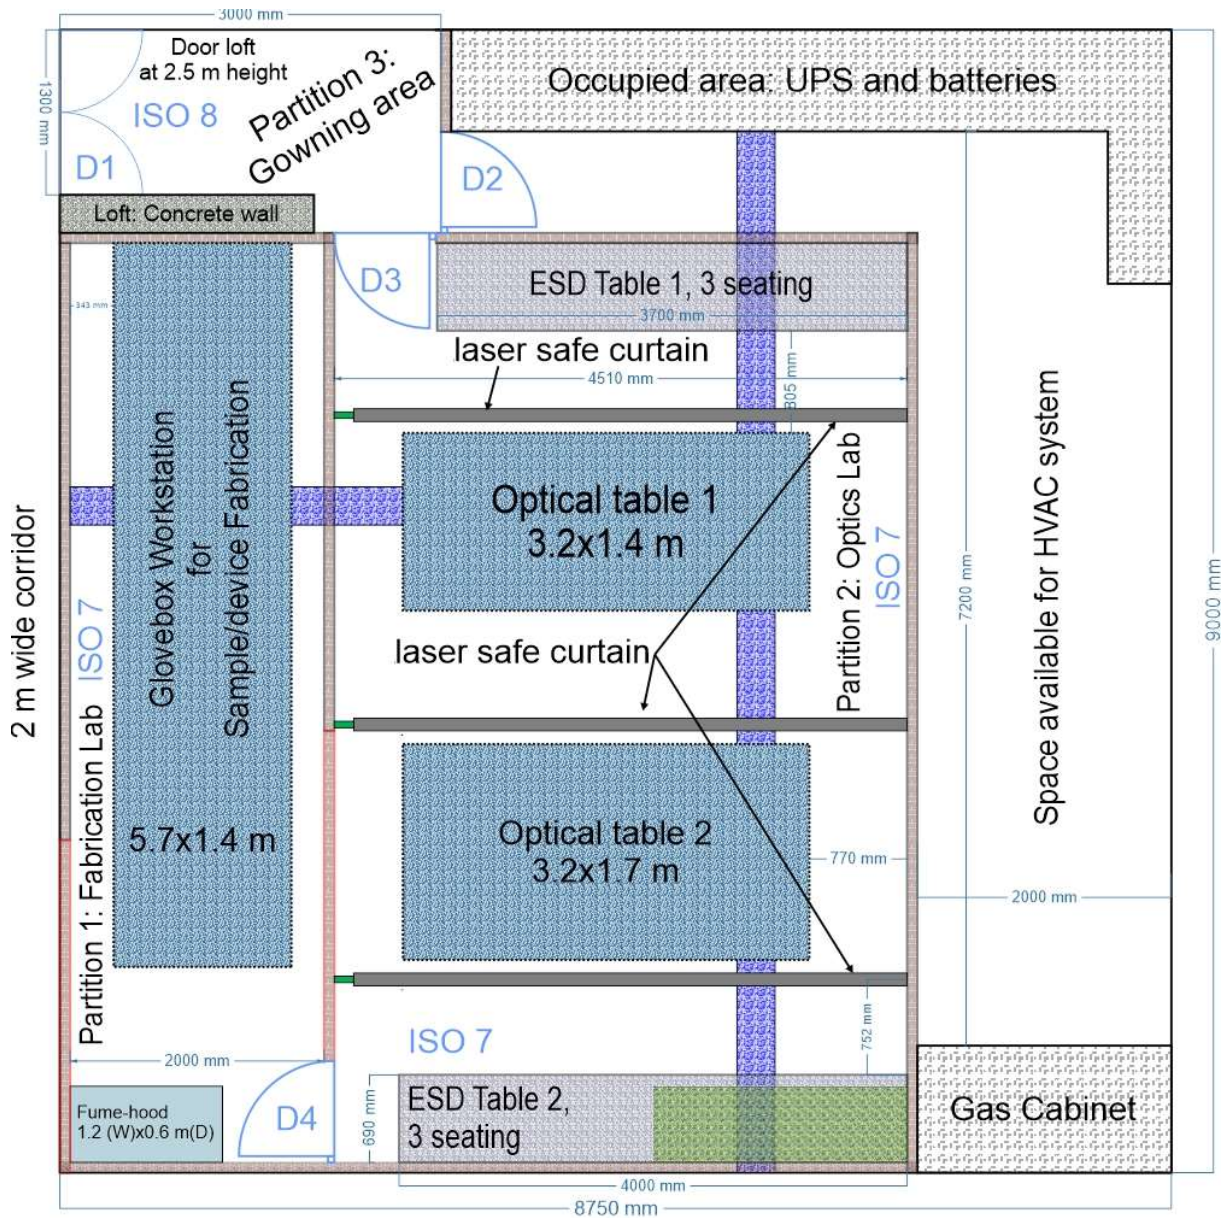 3000 mm
Door loft
at 2.5 m height
Partition 3:
Gowning area
1300 mm
ISO 8
D1
Occupied area: UPS and batteries
D2
Loft: Concrete wall
D3
ESD Table 1, 3 seating
3700 mm
343 mm
laser safe curtain
4510 mm
805 mm
Glovebox Workstation
for
Sample/device Fabrication
5.7x1.4 m
Optical table 1
3.2x1.4 m
Partition 2: Optics Lab
ISO 7
Space available for HVAC system
7200 mm
9000 mm
2 m wide corridor
ISO 7
Partition 1: Fabrication Lab
laser safe curtain
Optical table 2
3.2x1.7 m
770 mm
2000 mm
752 mm
ISO 7
2000 mm
Fume-hood
1.2 (W)x0.6 m(D)
D4
690 mm
ESD Table 2,
3 seating
Gas Cabinet
4000 mm
8750 mm